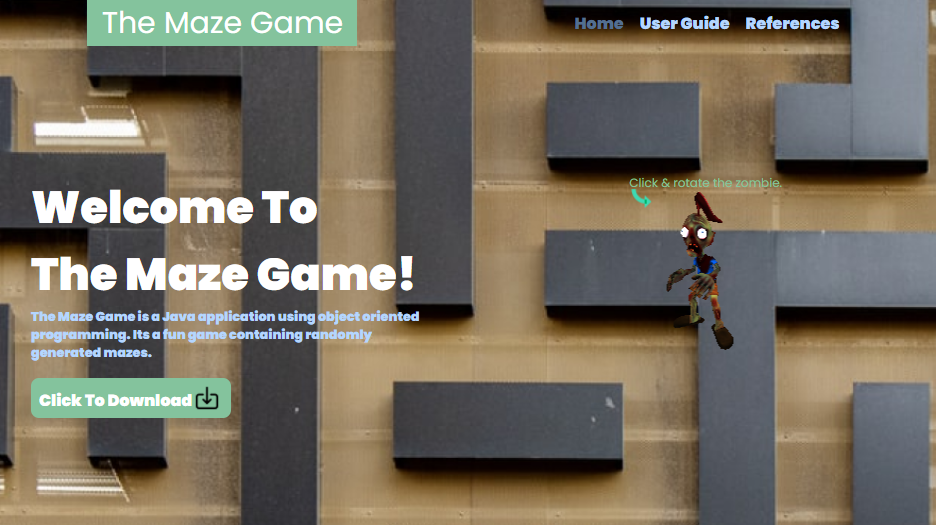 The Maze Game
Home User Guide References
Click & rotate the zombie.
Welcome To
The Maze Game!
The Maze Game is a Java application using object oriented
programming. Its a fun game containing randomly
generated mazes.
Click To Download